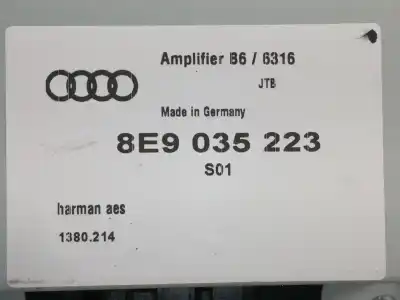 Amplifier B6 / 6316
JTB
Made in Germany
8E9 035 223
S01
harman aes
1380.214